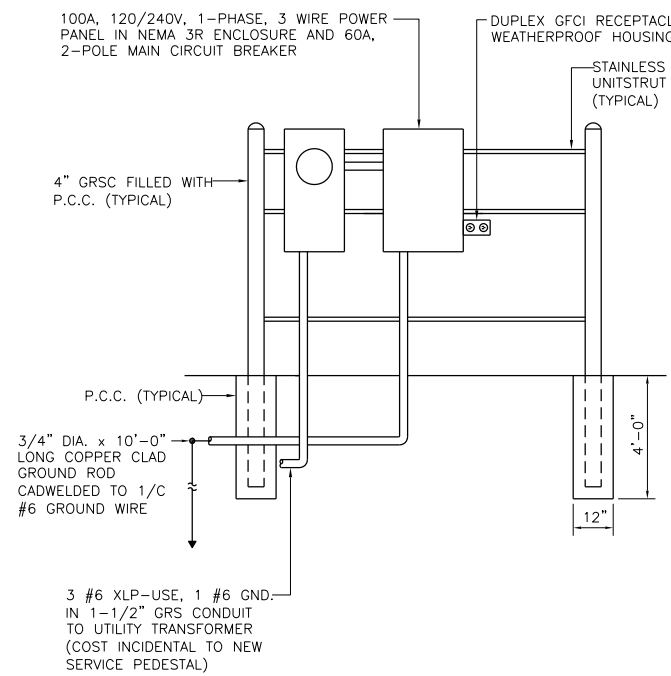 100A, 120/240V, 1-PHASE, 3 WIRE POWER
PANEL IN NEMA 3R ENCLOSURE AND 60A,
2-POLE MAIN CIRCUIT BREAKER
DUPLEX GFCI RECEPTACL
WEATHERPROOF HOUSING
STAINLESS
UNITSTRUT
(TYPICAL)
4" GRSC FILLED WITH
P.C.C. (TYPICAL)
P.C.C. (TYPICAL)
3/4" DIA. x 10'-0"
LONG COPPER CLAD
GROUND ROD
CADWELDED TO 1/C
#6 GROUND WIRE
4'-0"
12"
3 #6 XLP-USE, 1 #6 GND.
IN 1-1/2" GRS CONDUIT
TO UTILITY TRANSFORMER
(COST INCIDENTAL TO NEW
SERVICE PEDESTAL)